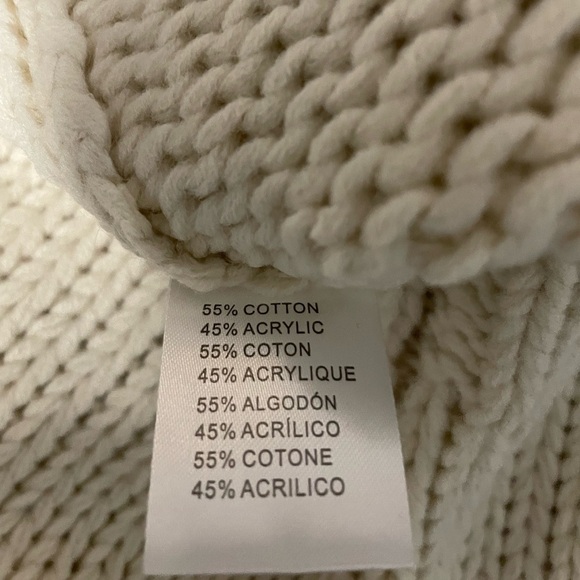 55% COTTON
45% ACRYLIC
55% COTON
45% ACRYLIQUE
55% ALGODÓN
45% ACRÍLICO
55% COTONE
45% ACRILICO